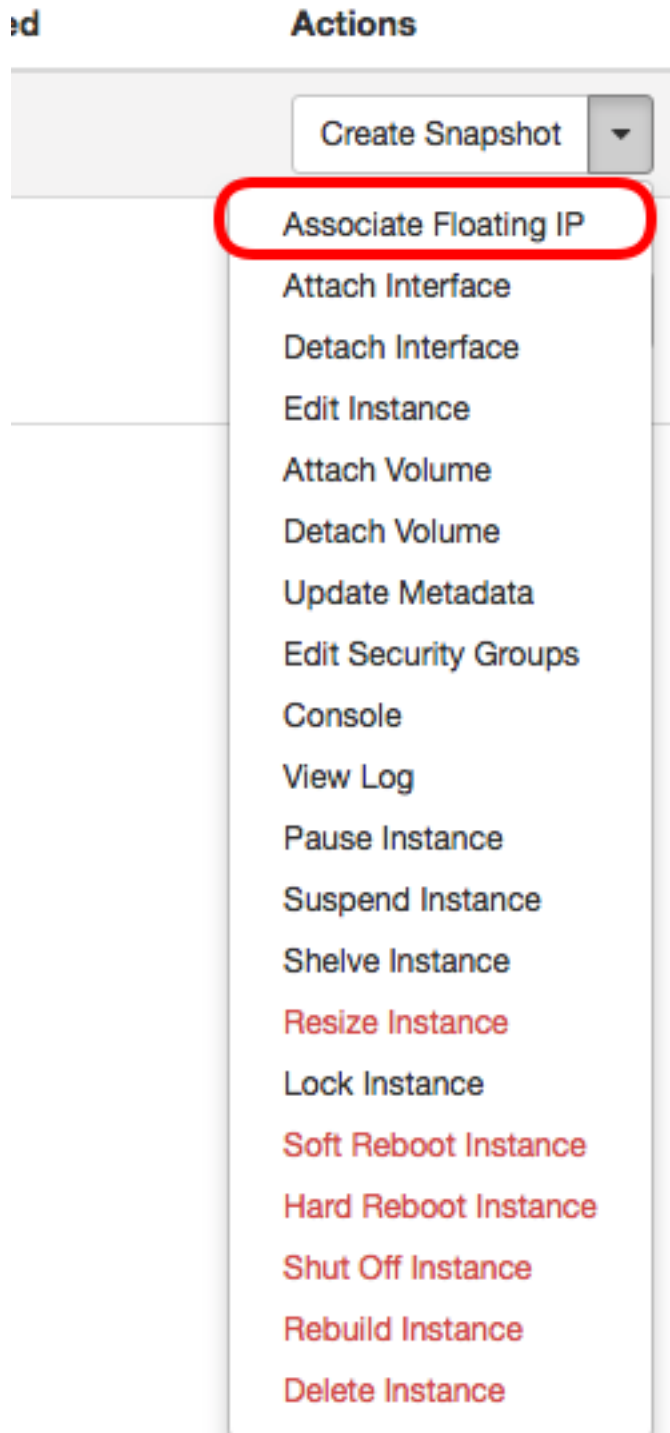 ed
Actions
Create Snapshot
Associate Floating IP
Attach Interface
Detach Interface
Edit Instance
Attach Volume
Detach Volume
Update Metadata
Edit Security Groups
Console
View Log
Pause Instance
Suspend Instance
Shelve Instance
Resize Instance
Lock Instance
Soft Reboot Instance
Hard Reboot Instance
Shut Off Instance
Rebuild Instance
Delete Instance